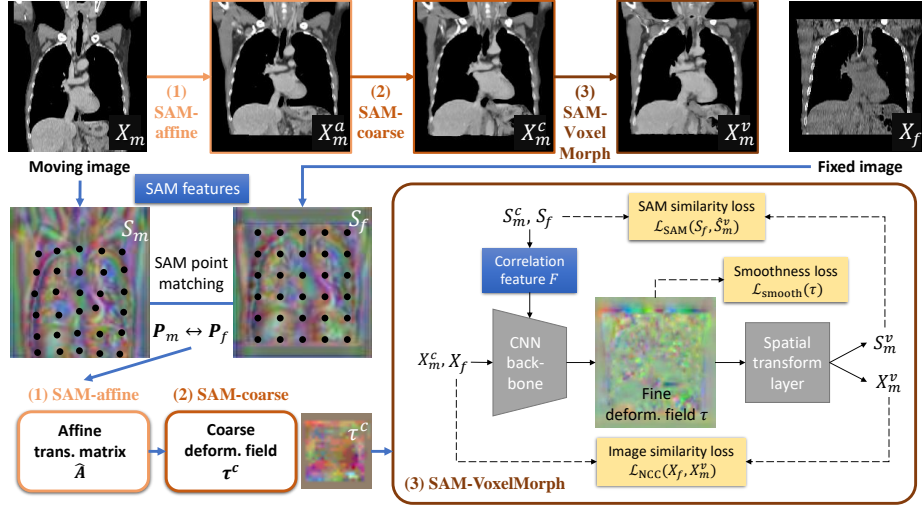 X_m
(1)
SAM-
affine
X_m^a
(2)
SAM-
coarse
X_m^c
(3)
SAM-
Voxel
Morph
X_m^v
X_f
Moving image
Fixed image
SAM features
S_m
S_f
SAM point
matching
P_m ↔ P_f
(1) SAM-affine
(2) SAM-coarse
Affine
trans. matrix
Â
Coarse
deform. field
τ^c
τ^c
S_m^c, S_f
SAM similarity loss
ℒ_SAM(S_f, Ŝ_m^v)
Correlation
feature F
Smoothness loss
ℒ_smooth(τ)
X_m^c, X_f
CNN
back-
bone
Fine
deform. field τ
Spatial
transform
layer
S_m^v
X_m^v
Image similarity loss
ℒ_NCC(X_f, X_m^v)
(3) SAM-VoxelMorph